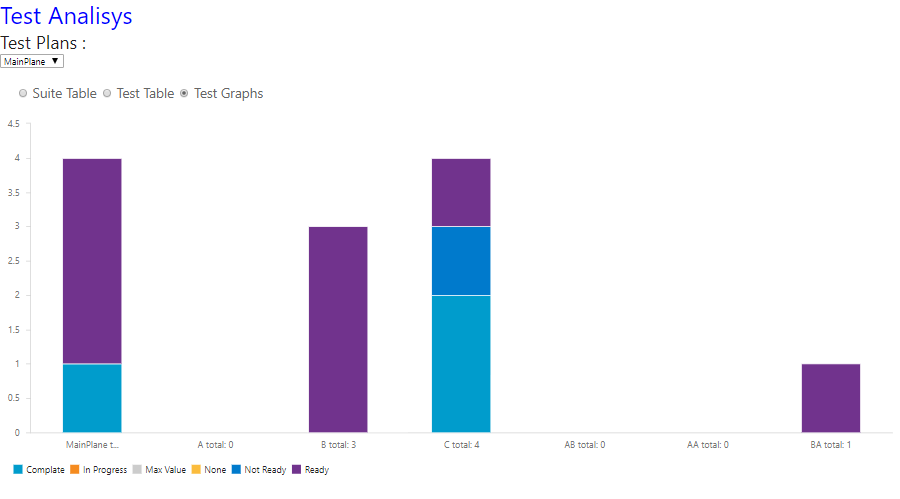 Test Analisys
Test Plans :
MainPlane ▼
Suite Table Test Table Test Graphs
4.5
4
3.5
3
2.5
2
1.5
1
0.5
0
MainPlane t... A total: 0 B total: 3 C total: 4 AB total: 0 AA total: 0 BA total: 1
Complate In Progress Max Value None Not Ready Ready